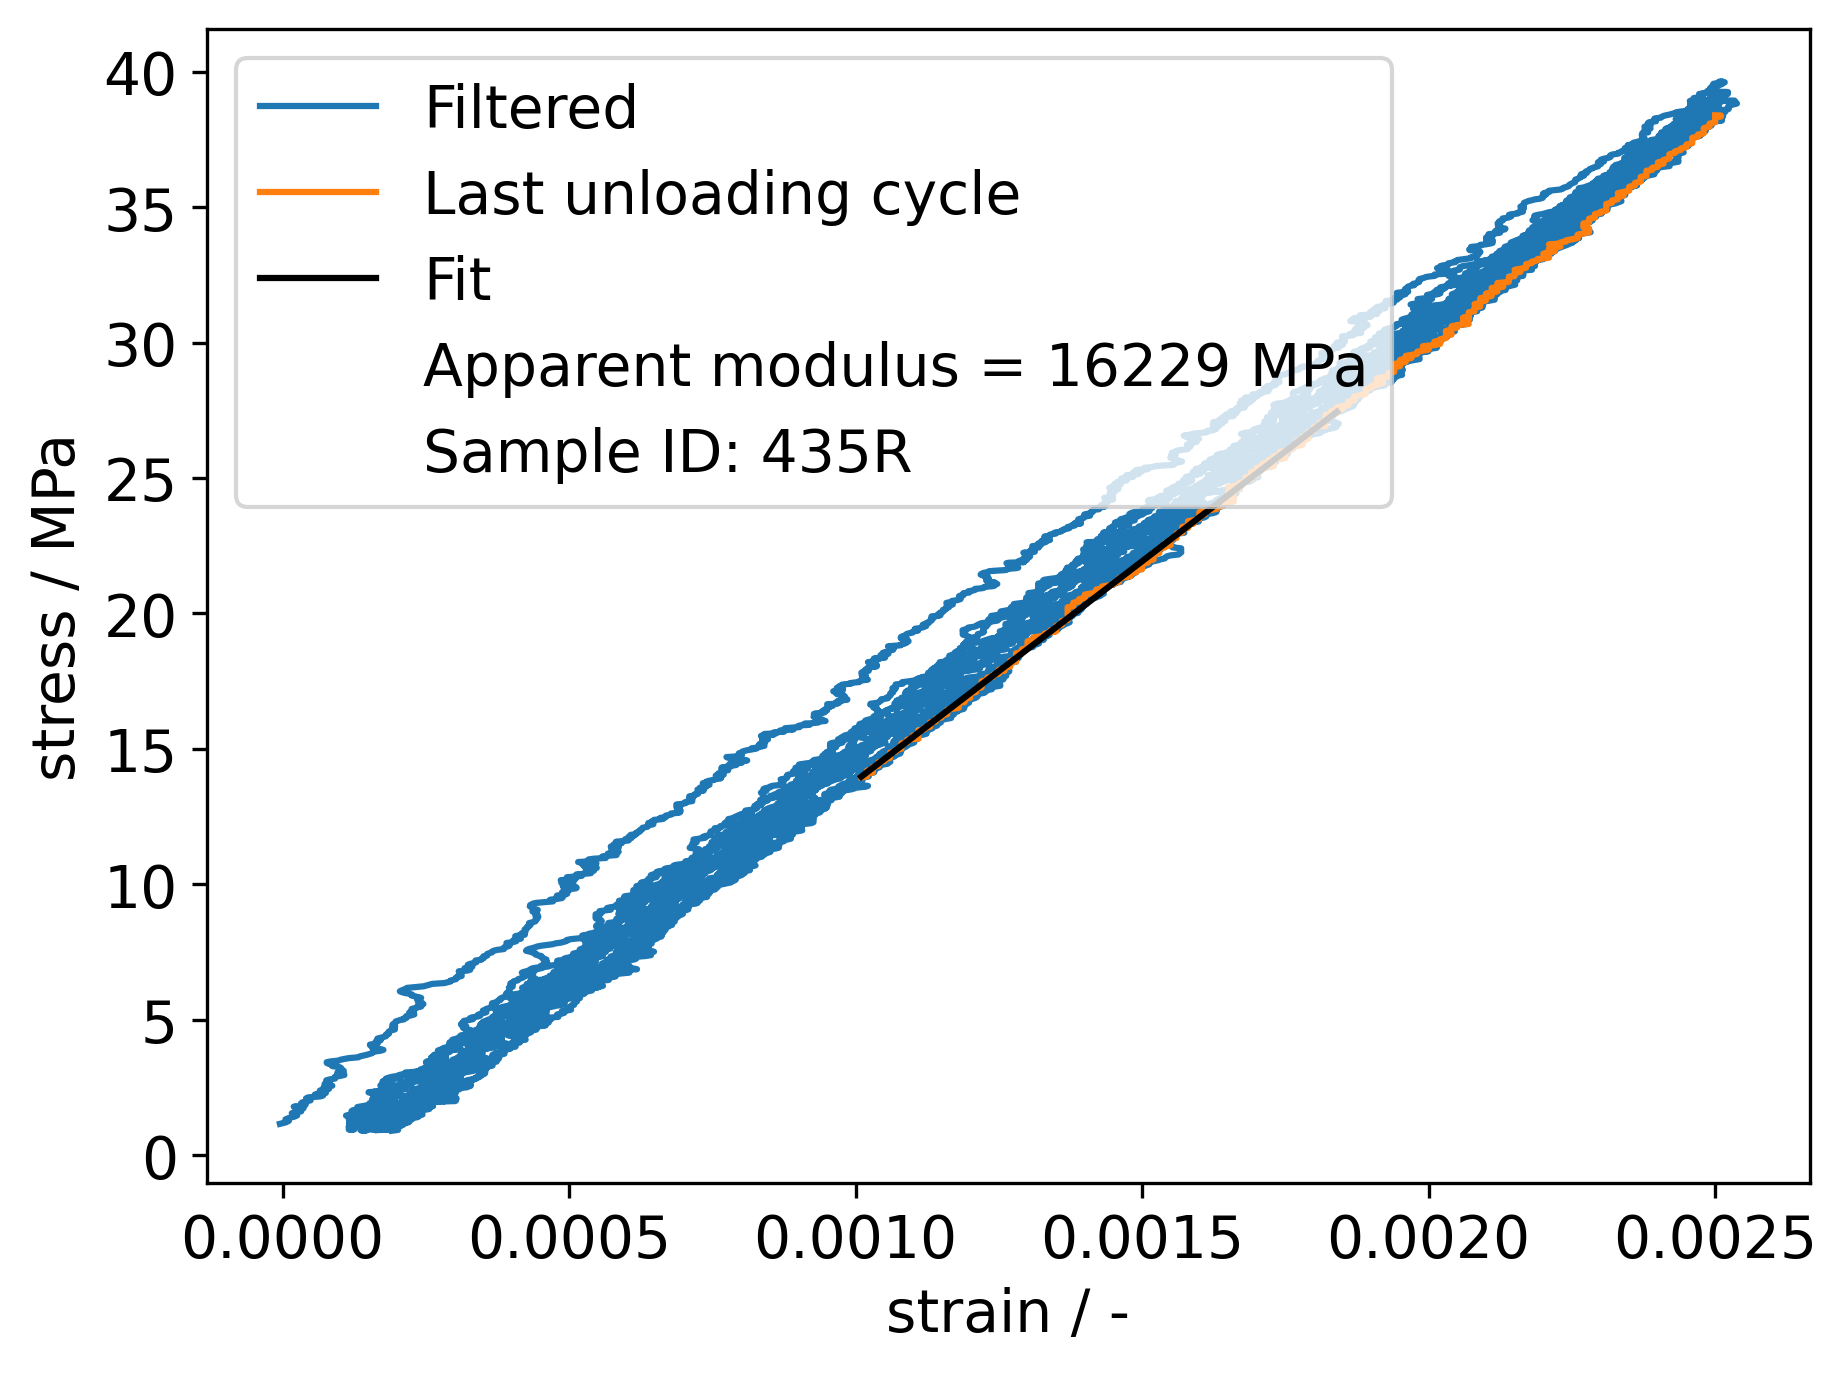 40
35
30
25
20
15
10
5
0
stress / MPa
Filtered
Last unloading cycle
Fit
Apparent modulus = 16229 MPa
Sample ID: 435R
0.0000 0.0005 0.0010 0.0015 0.0020 0.0025
strain / -